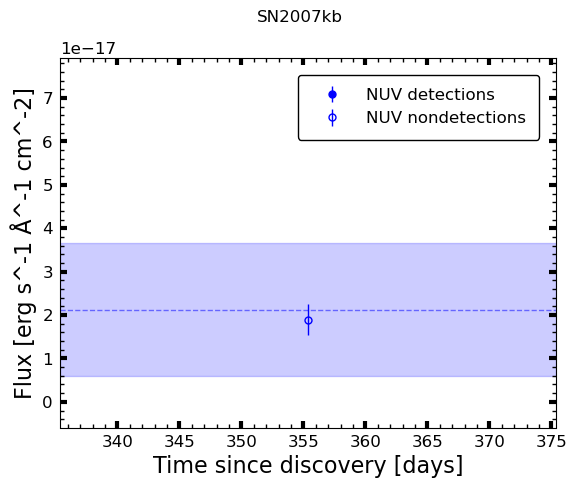 SN2007kb
1e−17
NUV detections
NUV nondetections
7
6
5
4
3
2
1
0
Flux [erg s^-1 Å^-1 cm^-2]
340 345 350 355 360 365 370 375
Time since discovery [days]